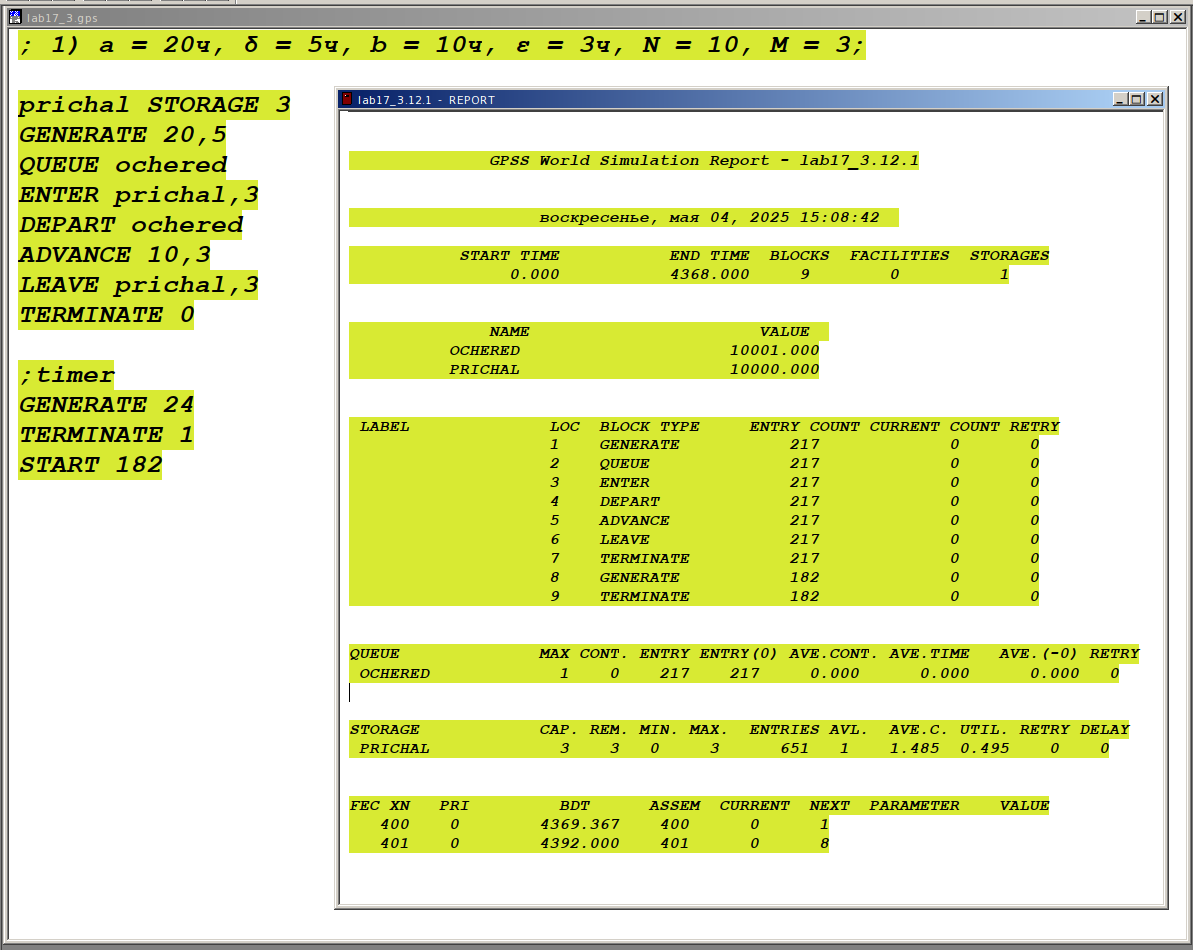 lab17_3.gps
; 1) a = 20ч, δ = 5ч, b = 10ч, ε = 3ч, N = 10, M = 3;
prichal STORAGE 3
GENERATE 20,5
QUEUE ochered
ENTER prichal,3
DEPART ochered
ADVANCE 10,3
LEAVE prichal,3
TERMINATE 0
;timer
GENERATE 24
TERMINATE 1
START 182
lab17_3.12.1 - REPORT
GPSS World Simulation Report - lab17_3.12.1
воскресенье, мая 04, 2025 15:08:42
START TIME END TIME BLOCKS FACILITIES STORAGES
0.000 4368.000 9 0 1
NAME VALUE
OCHERED 10001.000
PRICHAL 10000.000
LABEL LOC BLOCK TYPE ENTRY COUNT CURRENT COUNT RETRY
1 GENERATE 217 0 0
2 QUEUE 217 0 0
3 ENTER 217 0 0
4 DEPART 217 0 0
5 ADVANCE 217 0 0
6 LEAVE 217 0 0
7 TERMINATE 217 0 0
8 GENERATE 182 0 0
9 TERMINATE 182 0 0
QUEUE MAX CONT. ENTRY ENTRY(0) AVE.CONT. AVE.TIME AVE.(-0) RETRY
OCHERED 1 0 217 217 0.000 0.000 0.000 0
STORAGE CAP. REM. MIN. MAX. ENTRIES AVL. AVE.C. UTIL. RETRY DELAY
PRICHAL 3 3 0 3 651 1 1.485 0.495 0 0
FEC XN PRI BDT ASSEM CURRENT NEXT PARAMETER VALUE
400 0 4369.367 400 0 1
401 0 4392.000 401 0 8